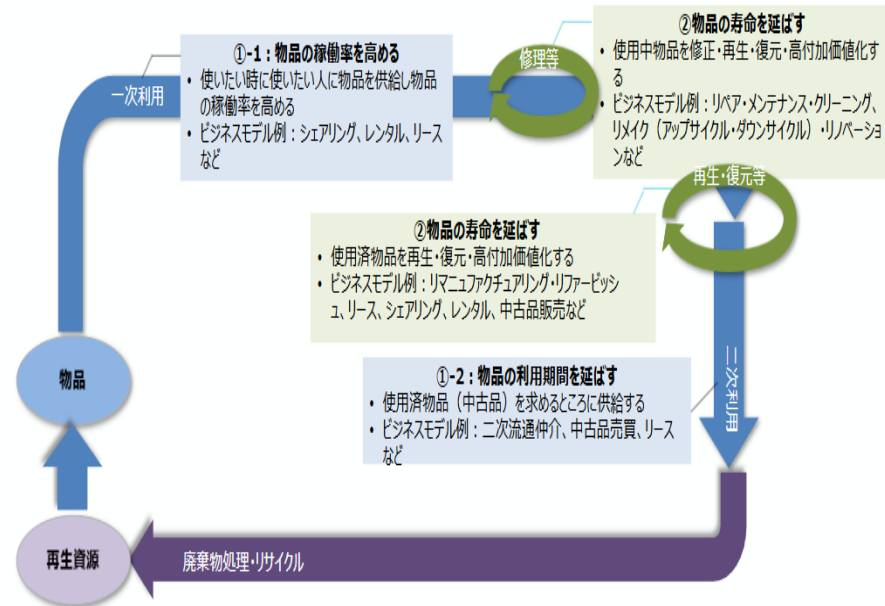 ①-1：物品の稼働率を高める
• 使いたい時に使いたい人に物品を供給し物品
の稼働率を高める
• ビジネスモデル例：シェアリング、レンタル、リース
など
一次利用
修理等
②物品の寿命を延ばす
• 使用中物品を修正・再生・復元・高付加価値化す
る
• ビジネスモデル例：リペア・メンテナンス・クリーニング、
リメイク（アップサイクル・ダウンサイクル）・リノベーショ
ンなど
再生・復元等
②物品の寿命を延ばす
• 使用済物品を再生・復元・高付加価値化する
• ビジネスモデル例：リマニュファクチュアリング・リファービッシ
ュ、リース、シェアリング、レンタル、中古品販売など
①-2：物品の利用期間を延ばす
• 使用済物品（中古品）を求めるところに供給する
• ビジネスモデル例：二次流通仲介、中古品売買、リース
など
二次利用
物品
再生資源
廃棄物処理・リサイクル